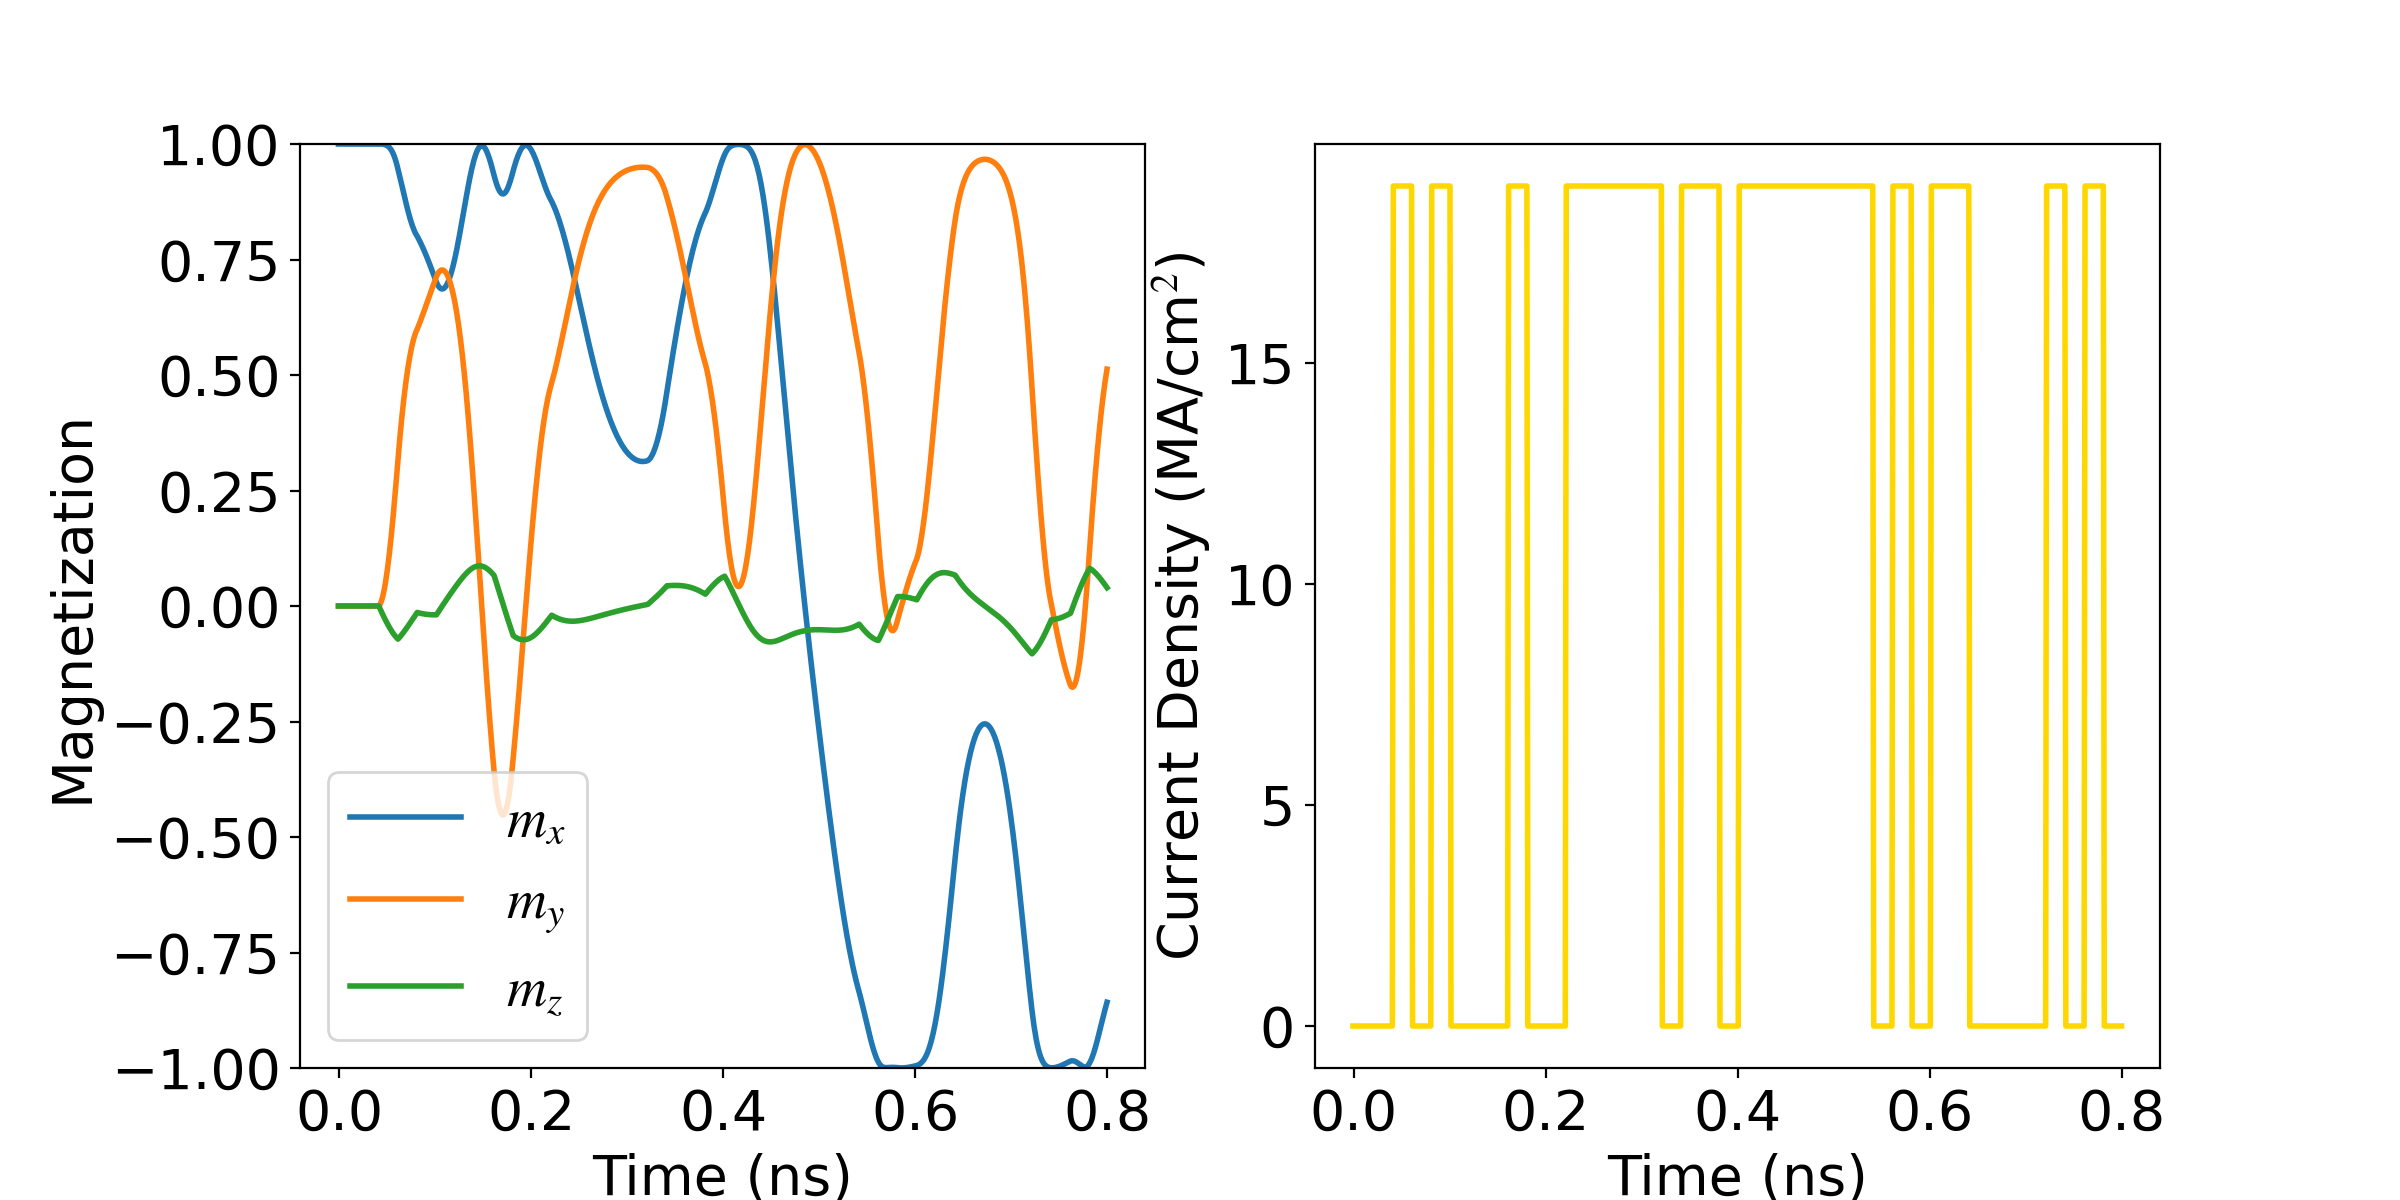 Magnetization
1.00
0.75
0.50
0.25
0.00
−0.25
−0.50
−0.75
−1.00
m_x
m_y
m_z
0.0 0.2 0.4 0.6 0.8
Time (ns)
Current Density (MA/cm²)
15
10
5
0
0.0 0.2 0.4 0.6 0.8
Time (ns)